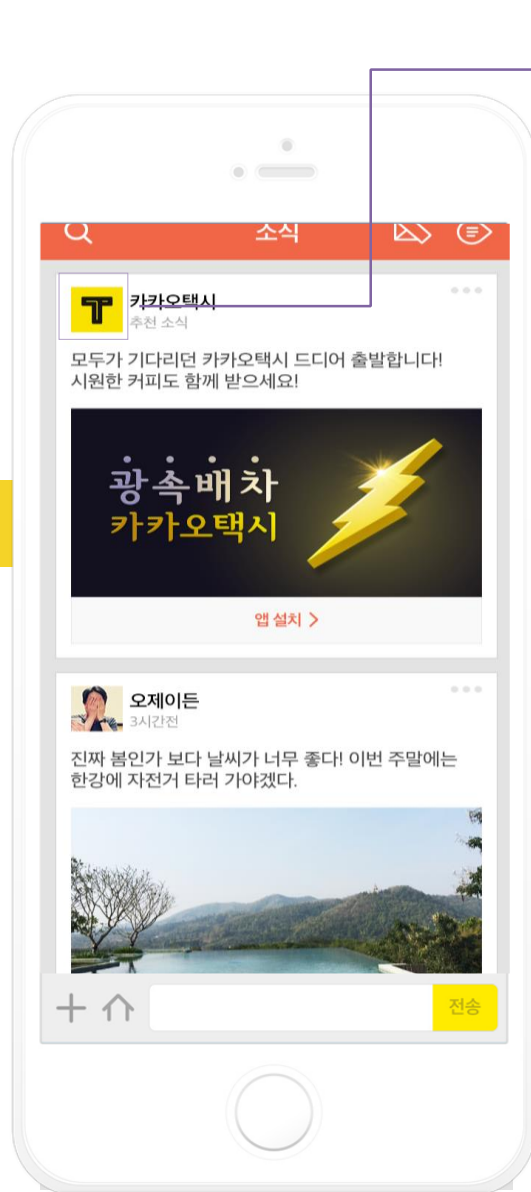 소식
T 카카오택시
추천 소식
모두가 기다리던 카카오택시 드디어 출발합니다!
시원한 커피도 함께 받으세요!
광속배차
카카오택시
앱 설치 >
오제이든
3시간전
진짜 봄인가 보다 날씨가 너무 좋다! 이번 주말에는
한강에 자전거 타러 가야겠다.
전송